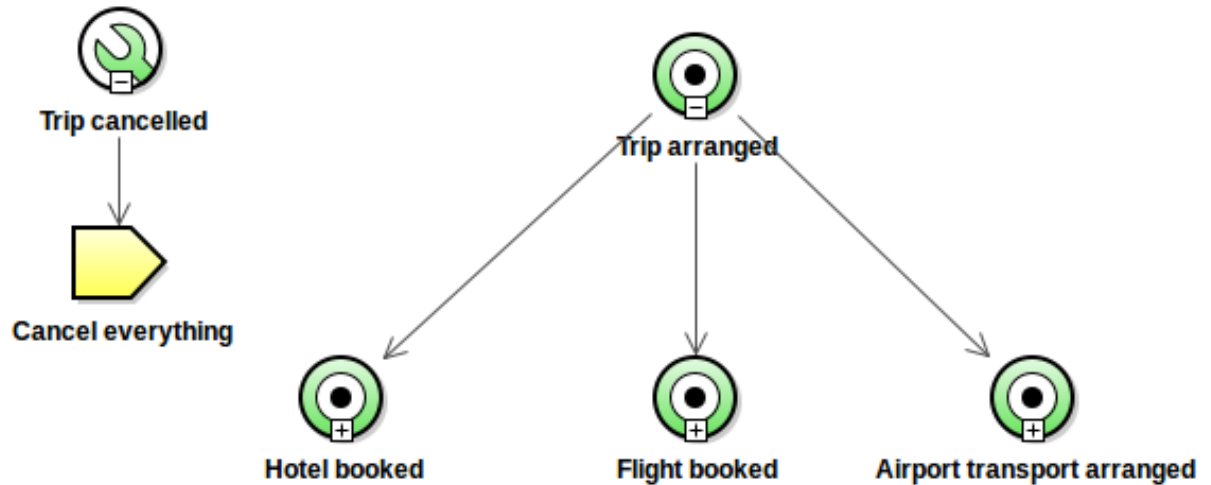 Trip cancelled
Trip arranged
Cancel everything
Hotel booked
Flight booked
Airport transport arranged